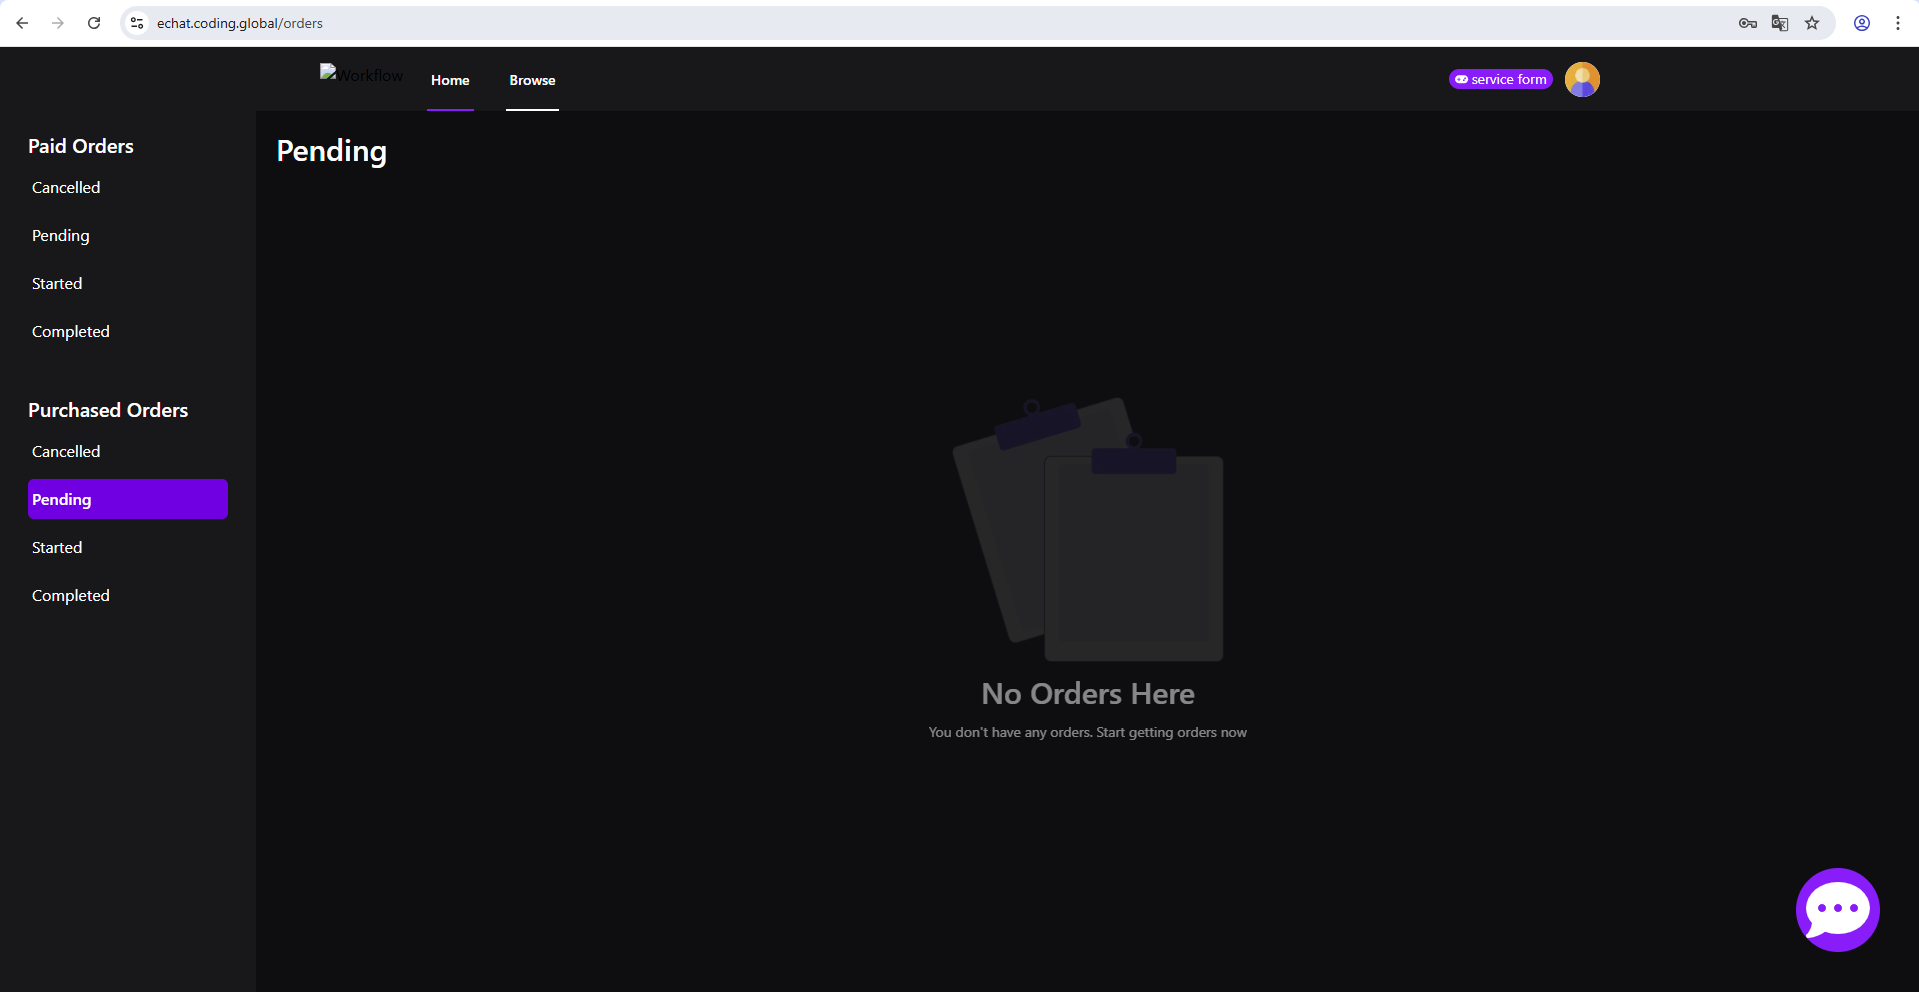 echat.coding.global/orders
Workflow
Home
Browse
service form
Paid Orders
Cancelled
Pending
Started
Completed
Purchased Orders
Cancelled
Pending
Started
Completed
Pending
No Orders Here
You don't have any orders. Start getting orders now